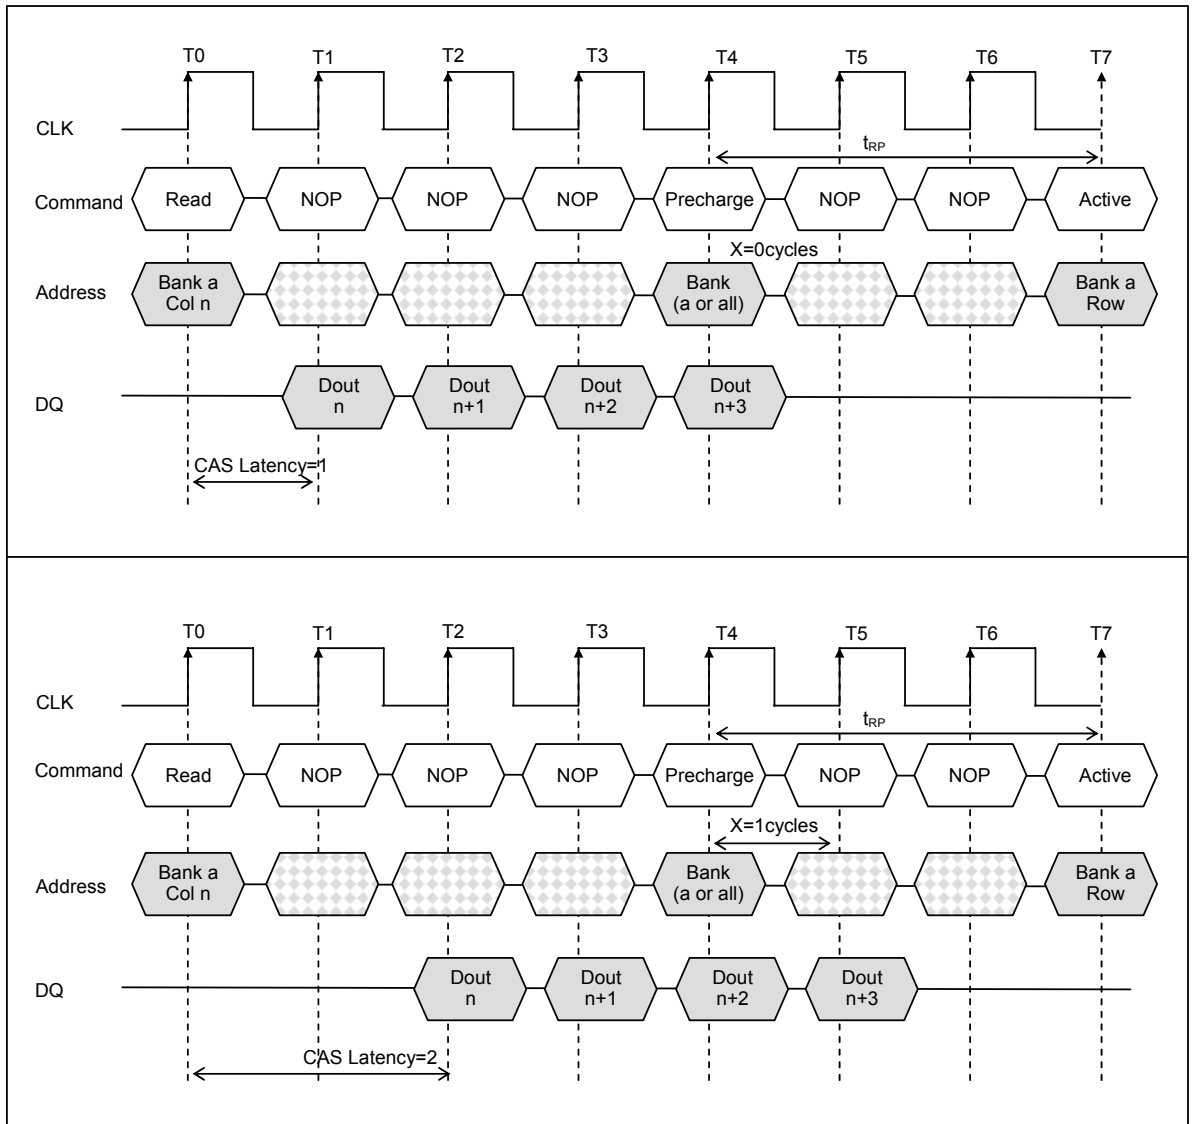 T0 T1 T2 T3 T4 T5 T6 T7
CLK
tRP
Command Read NOP NOP NOP Precharge NOP NOP Active
X=0cycles
Address Bank a Col n Bank (a or all) Bank a Row
DQ Dout n Dout n+1 Dout n+2 Dout n+3
CAS Latency=1
T0 T1 T2 T3 T4 T5 T6 T7
CLK
tRP
Command Read NOP NOP NOP Precharge NOP NOP Active
X=1cycles
Address Bank a Col n Bank (a or all) Bank a Row
DQ Dout n Dout n+1 Dout n+2 Dout n+3
CAS Latency=2